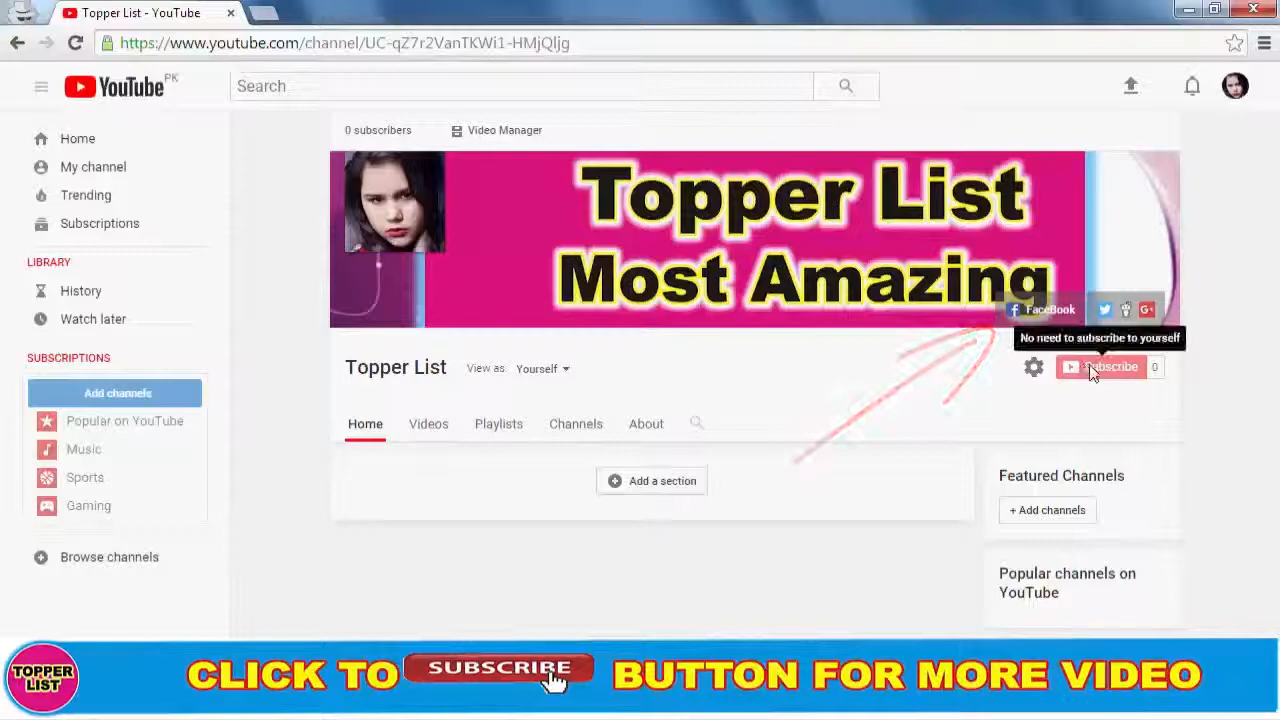 Topper List - YouTube
https://www.youtube.com/channel/UC-qZ7r2VanTKWi1-HMjQljg
YouTube PK
Search
Home
My channel
Trending
Subscriptions
LIBRARY
History
Watch later
SUBSCRIPTIONS
Add channels
Popular on YouTube
Music
Sports
Gaming
Browse channels
0 subscribers
Video Manager
Topper List
Most Amazing
FaceBook
No need to subscribe to yourself
Topper List
View as: Yourself
Subscribe 0
Home Videos Playlists Channels About
Add a section
Featured Channels
+ Add channels
Popular channels on
YouTube
TOPPER
LIST
CLICK TO SUBSCRIBE BUTTON FOR MORE VIDEO